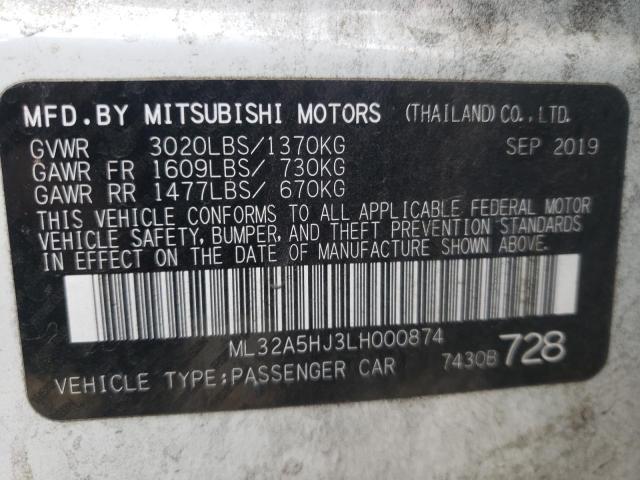 MFD.BY MITSUBISHI MOTORS (THAILAND)CO.,LTD.
GVWR 3020LBS/1370KG SEP 2019
GAWR FR 1609LBS/ 730KG
GAWR RR 1477LBS/ 670KG
THIS VEHICLE CONFORMS TO ALL APPLICABLE FEDERAL MOTOR
VEHICLE SAFETY, BUMPER, AND THEFT PREVENTION STANDARDS
IN EFFECT ON THE DATE OF MANUFACTURE SHOWN ABOVE.
ML32A5HJ3LH000874
VEHICLE TYPE:PASSENGER CAR 7430B 728